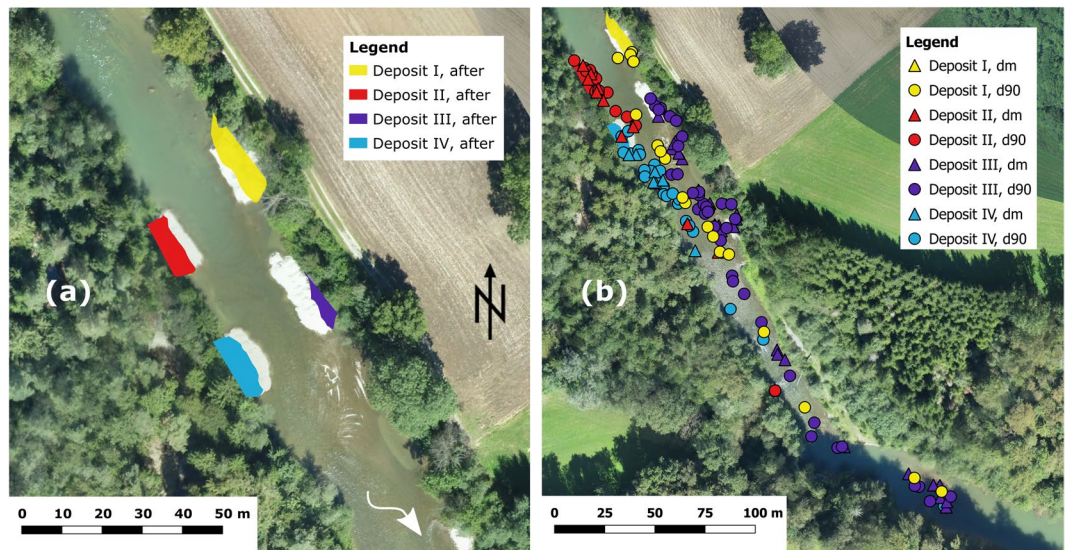 Legend
Deposit I, after
Deposit II, after
Deposit III, after
Deposit IV, after
(a)
N
0 10 20 30 40 50 m
Legend
Deposit I, dm
Deposit I, d90
Deposit II, dm
Deposit II, d90
Deposit III, dm
Deposit III, d90
Deposit IV, dm
Deposit IV, d90
(b)
0 25 50 75 100 m